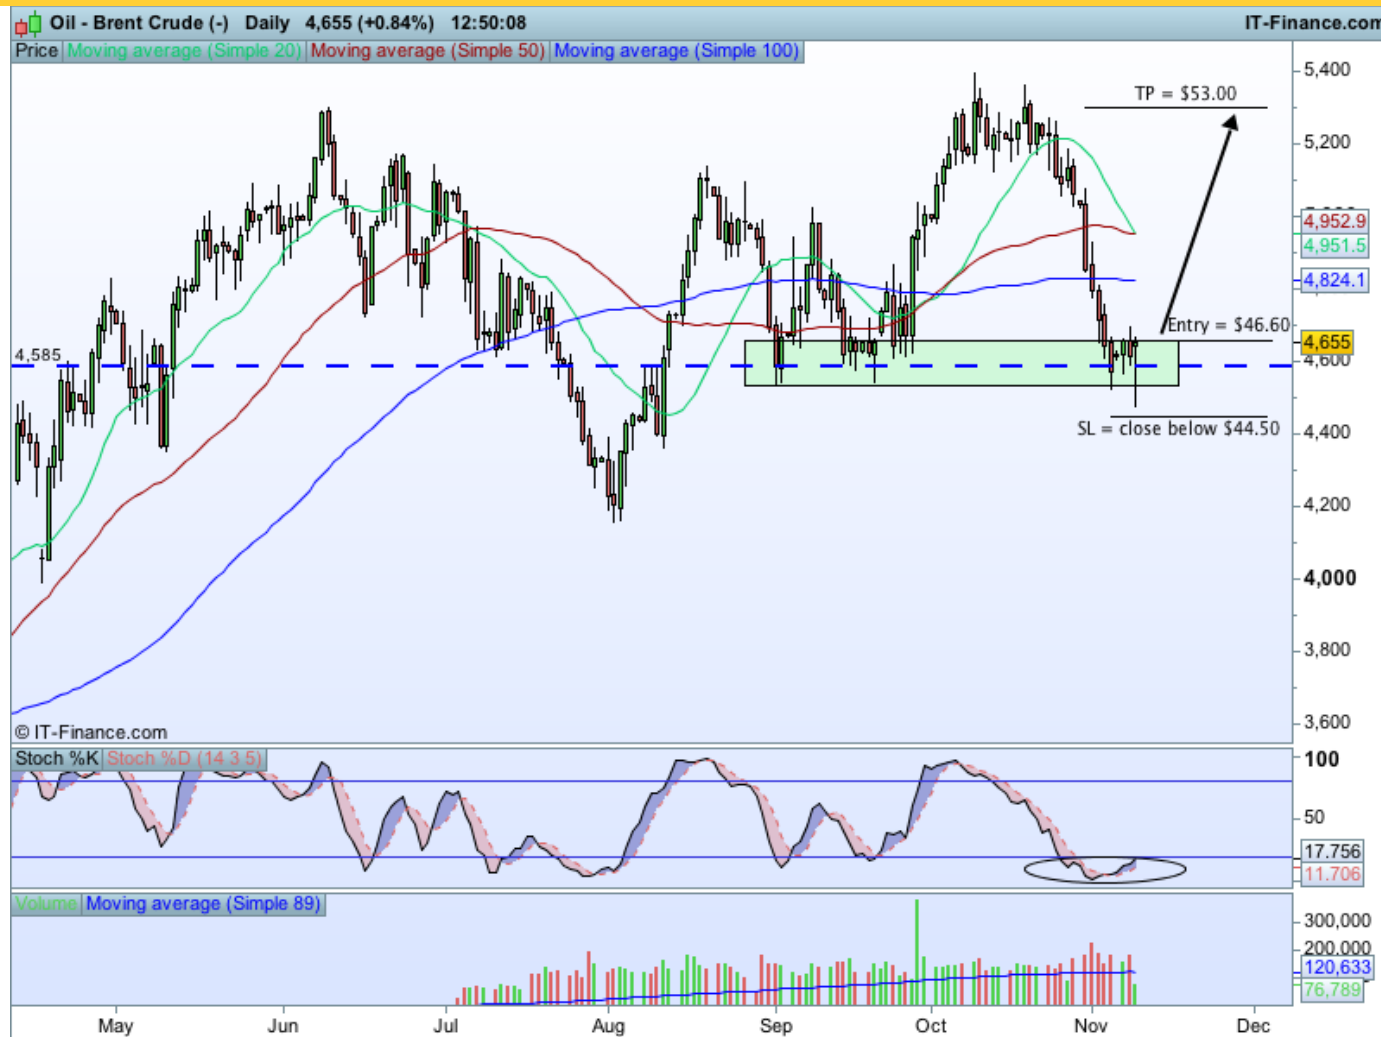 Oil - Brent Crude (-) Daily 4,655 (+0.84%) 12:50:08 IT-Finance.com
Price Moving average (Simple 20) Moving average (Simple 50) Moving average (Simple 100)
5,400
TP = $53.00
5,200
4,952.9
4,951.5
4,824.1
Entry = $46.60
4,655
4,585
4,600
4,400
SL = close below $44.50
4,200
4,000
3,800
3,600
© IT-Finance.com
Stoch %K Stoch %D (14 3 5)
100
50
17.756
11.706
Volume Moving average (Simple 89)
300,000
200,000
120,633
76,789
May Jun Jul Aug Sep Oct Nov Dec